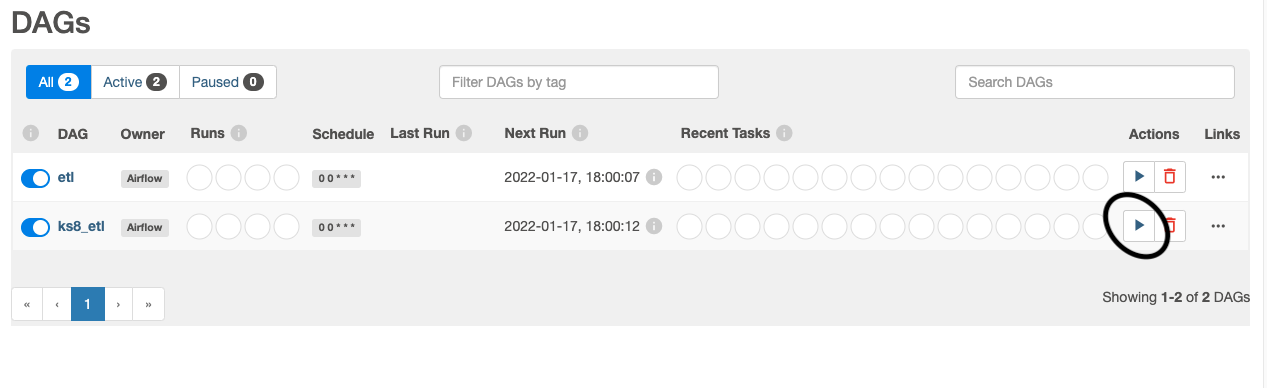 DAGs
All 2 Active 2 Paused 0 Filter DAGs by tag Search DAGs
i DAG Owner Runs i Schedule Last Run i Next Run i Recent Tasks i Actions Links
etl Airflow 0 0 * * * 2022-01-17, 18:00:07 i ...
ks8_etl Airflow 0 0 * * * 2022-01-17, 18:00:12 i ...
« ‹ 1 › » Showing 1-2 of 2 DAGs